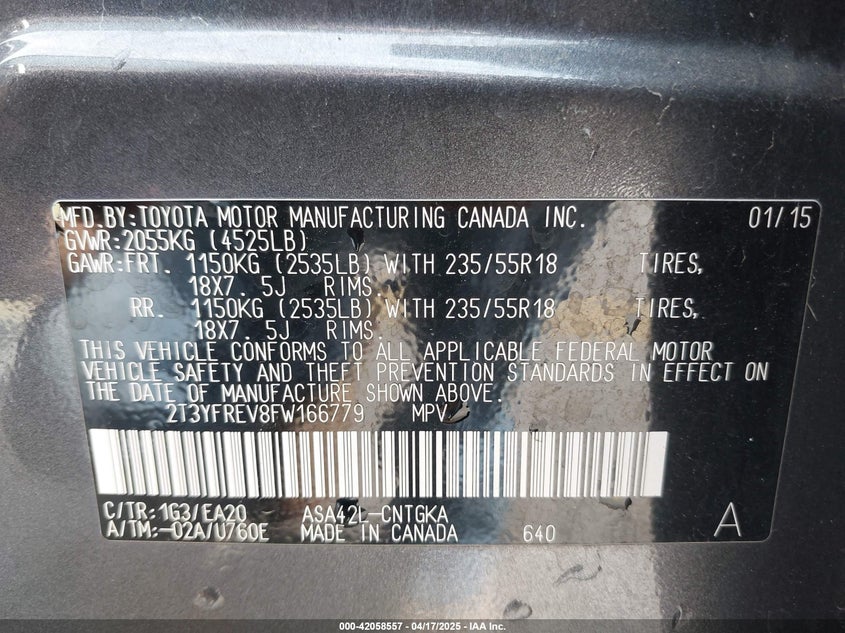 MFD.BY:TOYOTA MOTOR MANUFACTURING CANADA INC. 01/15
GVWR:2055KG (4525LB)
GAWR:FRT. 1150KG (2535LB) WITH 235/55R18 TIRES,
18X7. 5J RIMS.
RR. 1150KG (2535LB) WITH 235/55R18 TIRES,
18X7. 5J RIMS.
THIS VEHICLE CONFORMS TO ALL APPLICABLE FEDERAL MOTOR
VEHICLE SAFETY AND THEFT PREVENTION STANDARDS IN EFFECT ON
THE DATE OF MANUFACTURE SHOWN ABOVE.
2T3YFREV8FW166779 MPV
C/TR:1G3/EA20 ASA42L-CNTGKA
A/TM:-02A/U760E MADE IN CANADA 640 A
000-42058557 - 04/17/2025 - IAA Inc.